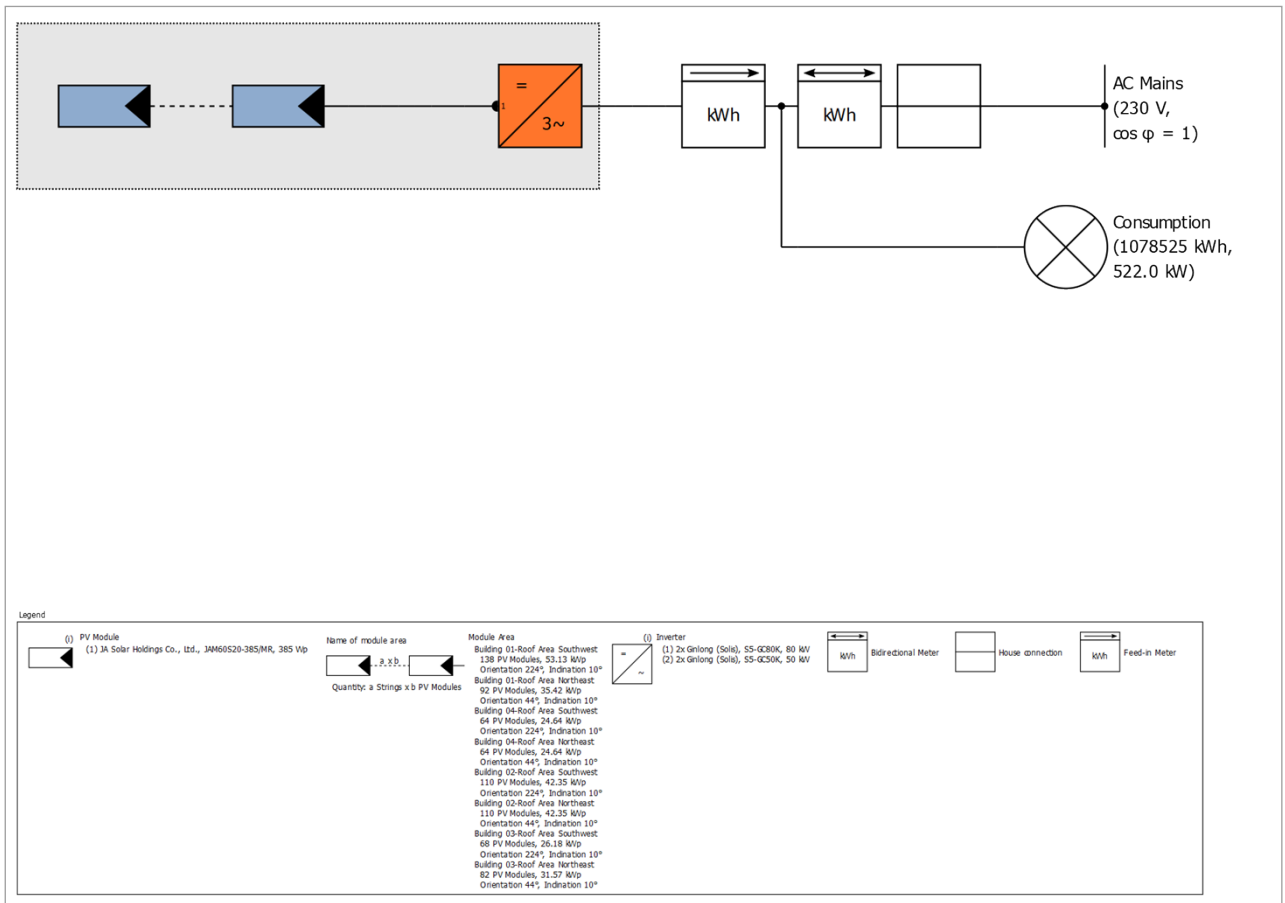 =
1
3~
kWh
kWh
AC Mains
(230 V,
cos φ = 1)
Consumption
(1078525 kWh,
522.0 kW)
Legend
(i) PV Module
(1) JA Solar Holdings Co., Ltd., JAM60S20-385/MR, 385 Wp
Name of module area
a x b
Quantity: a Strings x b PV Modules
Module Area
Building 01-Roof Area Southwest
138 PV Modules, 53.13 kWp
Orientation 224°, Inclination 10°
Building 01-Roof Area Northeast
92 PV Modules, 35.42 kWp
Orientation 44°, Inclination 10°
Building 04-Roof Area Southwest
64 PV Modules, 24.64 kWp
Orientation 224°, Inclination 10°
Building 04-Roof Area Northeast
64 PV Modules, 24.64 kWp
Orientation 44°, Inclination 10°
Building 02-Roof Area Southwest
110 PV Modules, 42.35 kWp
Orientation 224°, Inclination 10°
Building 02-Roof Area Northeast
110 PV Modules, 42.35 kWp
Orientation 44°, Inclination 10°
Building 03-Roof Area Southwest
68 PV Modules, 26.18 kWp
Orientation 224°, Inclination 10°
Building 03-Roof Area Northeast
82 PV Modules, 31.57 kWp
Orientation 44°, Inclination 10°
=
~
(i) Inverter
(1) 2x Ginlong (Solis), S5-GC80K, 80 kW
(2) 2x Ginlong (Solis), S5-GC50K, 50 kW
kWh
Bidirectional Meter
House connection
kWh
Feed-in Meter